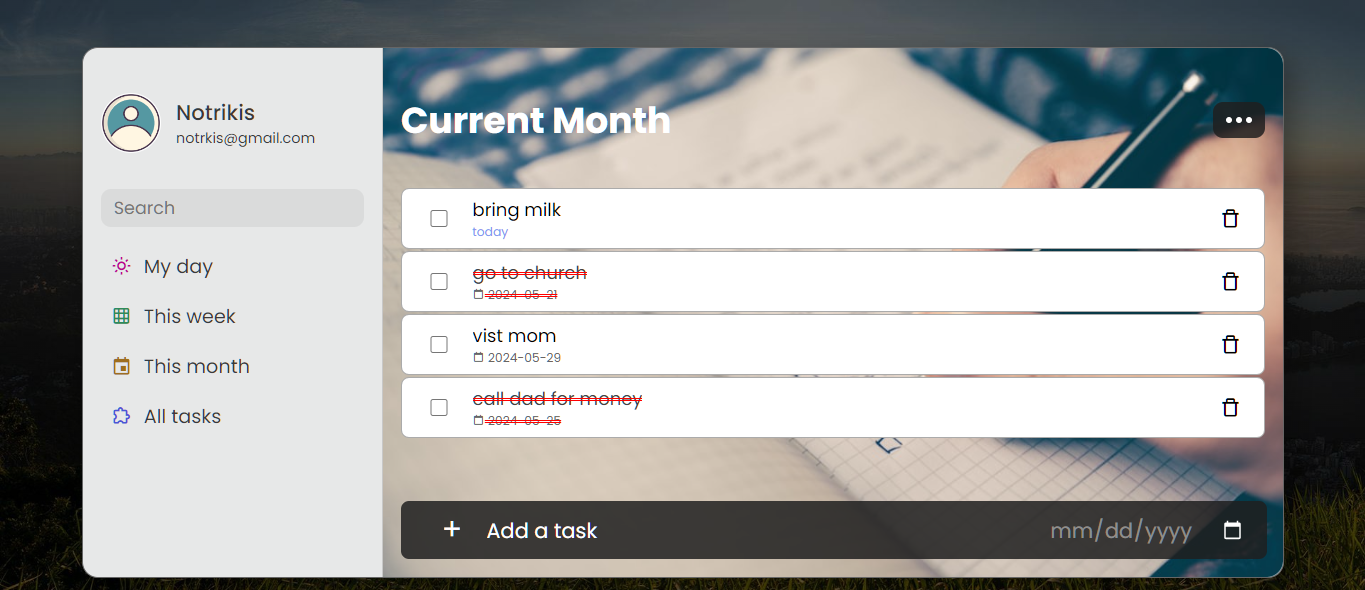 Notrikis
notrkis@gmail.com
Search
My day
This week
This month
All tasks
Current Month
bring milk
today
go to church
2024-05-21
vist mom
2024-05-29
call dad for money
2024-05-25
+ Add a task
mm/dd/yyyy